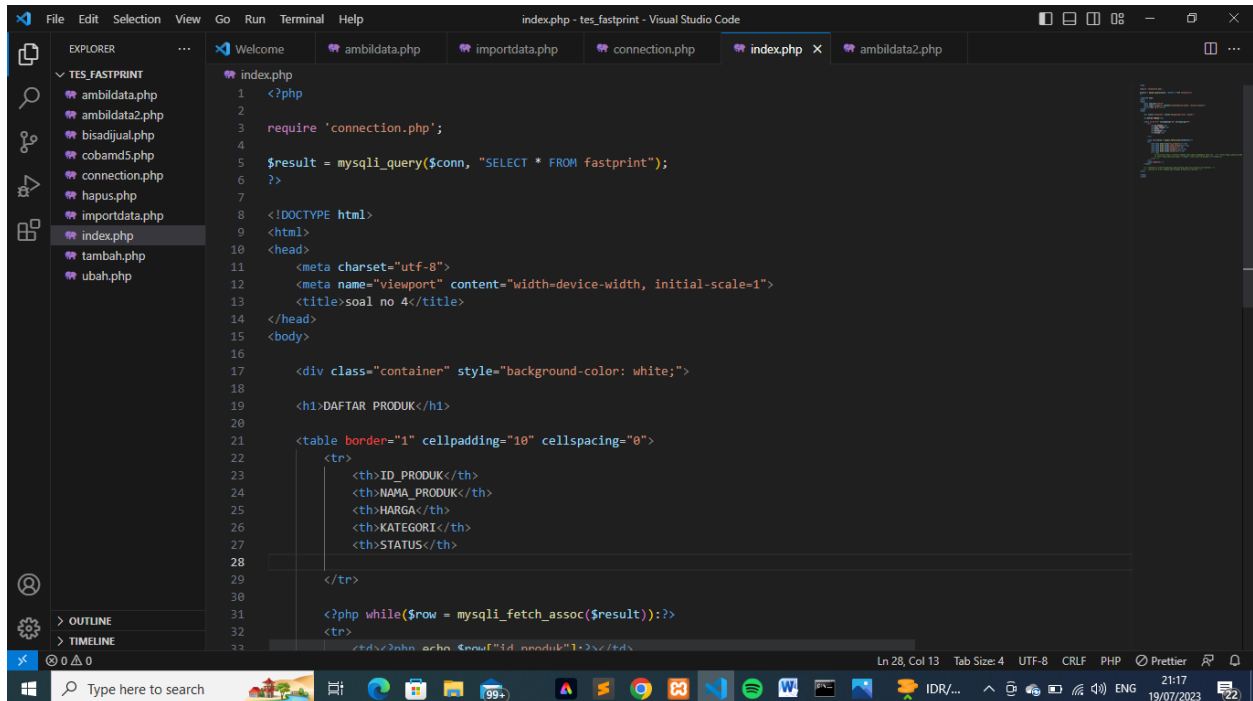 File Edit Selection View Go Run Terminal Help
index.php - tes_fastprint - Visual Studio Code
EXPLORER
Welcome
ambildata.php
importdata.php
connection.php
index.php
ambildata2.php
TES_FASTPRINT
ambildata.php
ambildata2.php
bisadijual.php
cobamd5.php
connection.php
hapus.php
importdata.php
index.php
tambah.php
ubah.php
OUTLINE
TIMELINE
index.php
1 <?php
2
3 require 'connection.php';
4
5 $result = mysqli_query($conn, "SELECT * FROM fastprint");
6 ?>
7
8 <!DOCTYPE html>
9 <html>
10 <head>
11 <meta charset="utf-8">
12 <meta name="viewport" content="width=device-width, initial-scale=1">
13 <title>soal no 4</title>
14 </head>
15 <body>
16
17 <div class="container" style="background-color: white;">
18
19 <h1>DAFTAR PRODUK</h1>
20
21 <table border="1" cellpadding="10" cellspacing="0">
22 <tr>
23 <th>ID_PRODUK</th>
24 <th>NAMA_PRODUK</th>
25 <th>HARGA</th>
26 <th>KATEGORI</th>
27 <th>STATUS</th>
28
29 </tr>
30
31 <?php while($row = mysqli_fetch_assoc($result)):?>
32 <tr>
33 <td><?php echo $row["id_produk"];?></td>
0 0
Ln 28, Col 13 Tab Size: 4 UTF-8 CRLF PHP Prettier
Type here to search
99+
IDR/...
ENG
21:17
19/07/2023
22